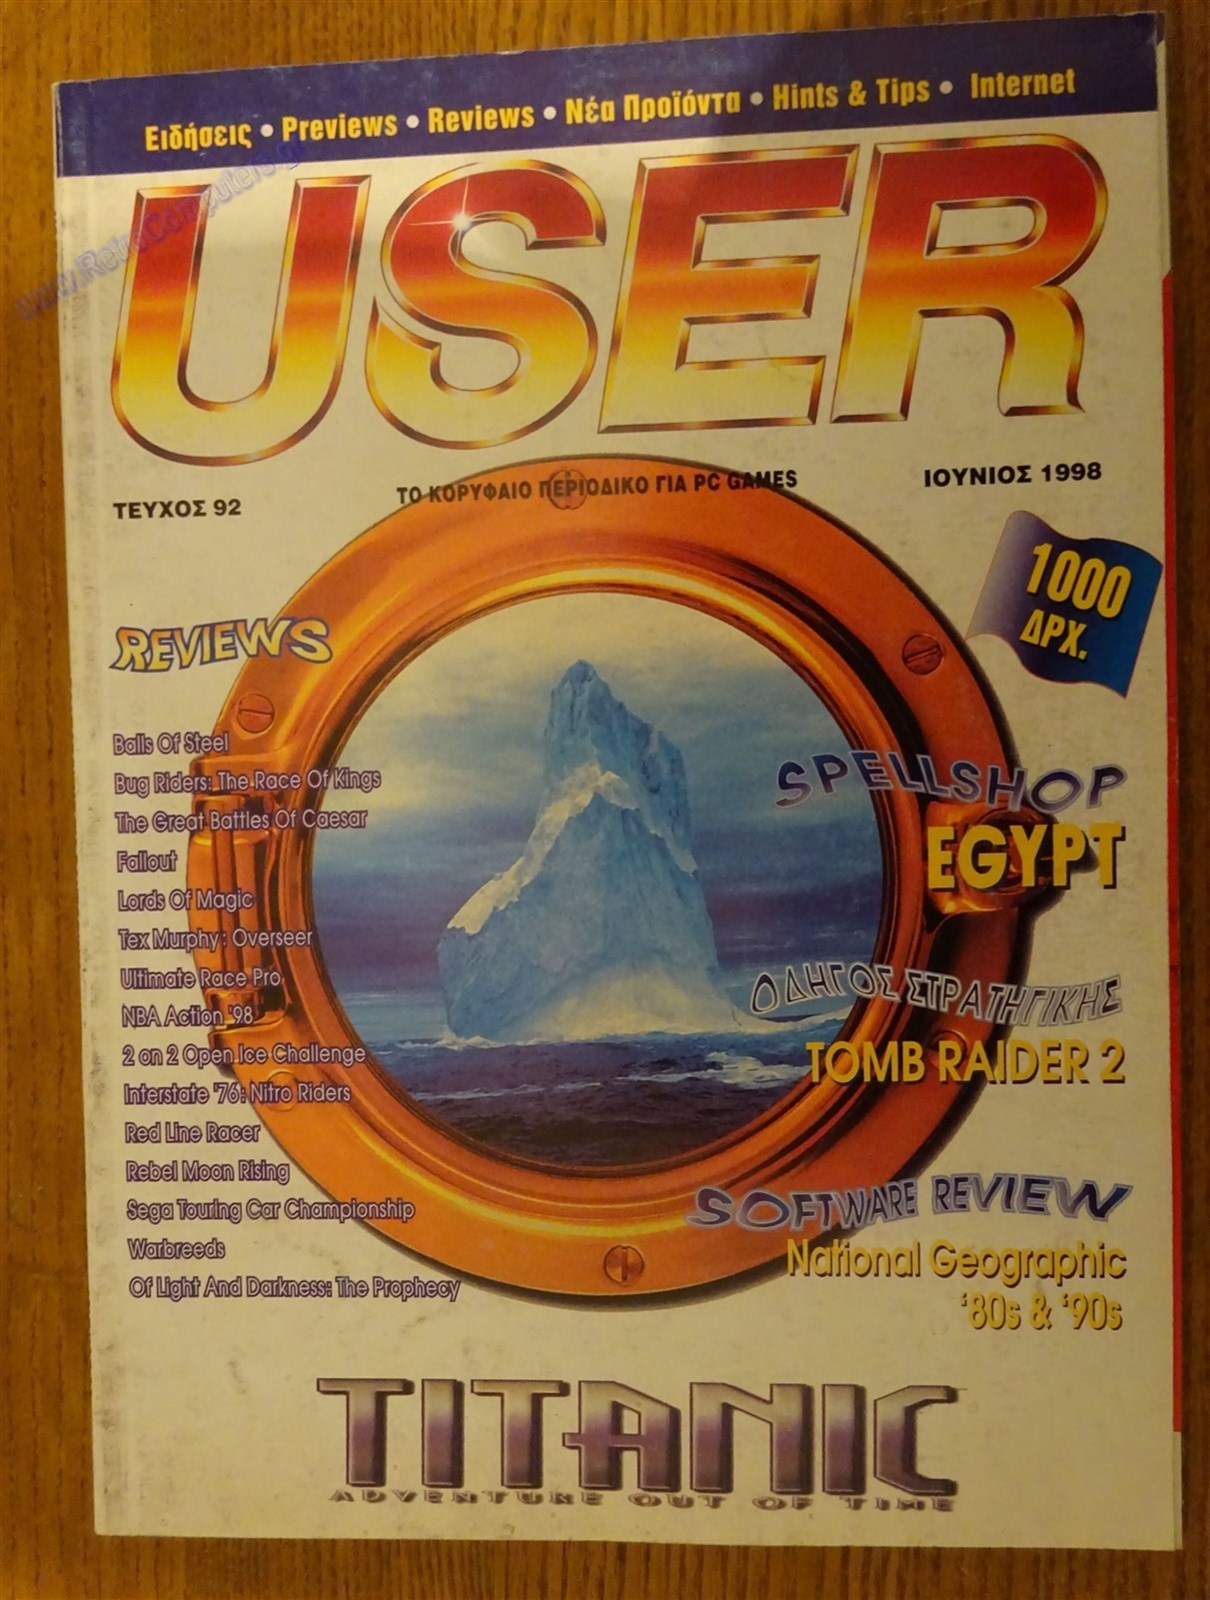 Ειδήσεις • Previews • Reviews • Νέα Προϊόντα • Hints & Tips • Internet
www.RetroComputers.gr
USER
ΤΕΥΧΟΣ 92
ΤΟ ΚΟΡΥΦΑΙΟ ΠΕΡΙΟΔΙΚΟ ΓΙΑ PC GAMES
ΙΟΥΝΙΟΣ 1998
1000
ΔΡΧ.
REVIEWS
Balls Of Steel
Bug Riders: The Race Of Kings
The Great Battles Of Caesar
Fallout
Lords Of Magic
Tex Murphy: Overseer
Ultimate Race Pro
NBA Action '98
2 on 2 Open Ice Challenge
Interstate '76: Nitro Riders
Red Line Racer
Rebel Moon Rising
Sega Touring Car Championship
Warbreeds
Of Light And Darkness: The Prophecy
SPELLSHOP
EGYPT
ΟΔΗΓΟΣ ΣΤΡΑΤΗΓΙΚΗΣ
TOMB RAIDER 2
SOFTWARE REVIEW
National Geographic
'80s & '90s
TITANIC
ADVENTURE OUT OF TIME